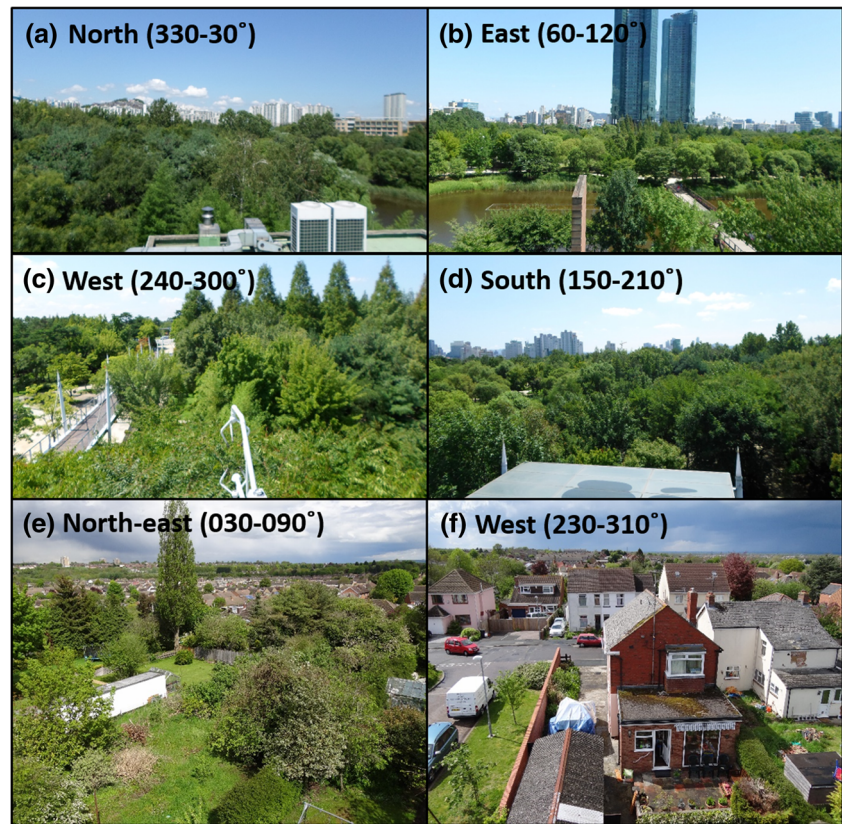 (a) North (330-30˚)
(b) East (60-120˚)
(c) West (240-300˚)
(d) South (150-210˚)
(e) North-east (030-090˚)
(f) West (230-310˚)